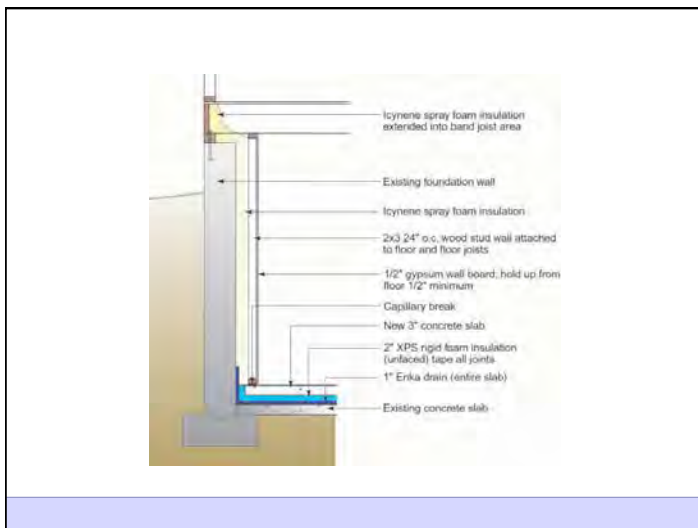 Icynene spray foam insulation
extended into band joist area
Existing foundation wall
Icynene spray foam insulation
2x3 24" o.c. wood stud wall attached
to floor and floor joists
1/2" gypsum wall board; hold up from
floor 1/2" minimum
Capillary break
New 3" concrete slab
2" XPS rigid foam insulation
(unfaced) tape all joints
1" Enka drain (entire slab)
Existing concrete slab